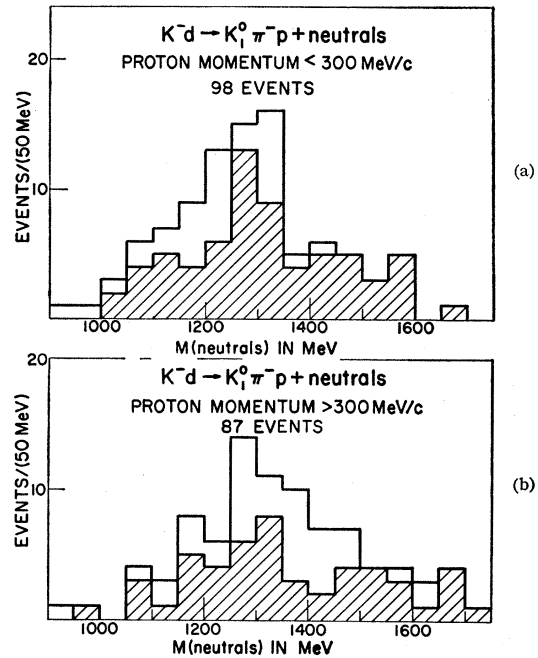 K⁻d → K₁⁰ π⁻p + neutrals
PROTON MOMENTUM < 300 MeV/c
98 EVENTS
20
10
EVENTS/(50 MeV)
(a)
1000 1200 1400 1600
M(neutrals) IN MeV
20
K⁻d → K₁⁰ π⁻p + neutrals
PROTON MOMENTUM >300 MeV/c
87 EVENTS
10
EVENTS/(50 MeV)
(b)
1000 1200 1400 1600
M(neutrals) IN MeV